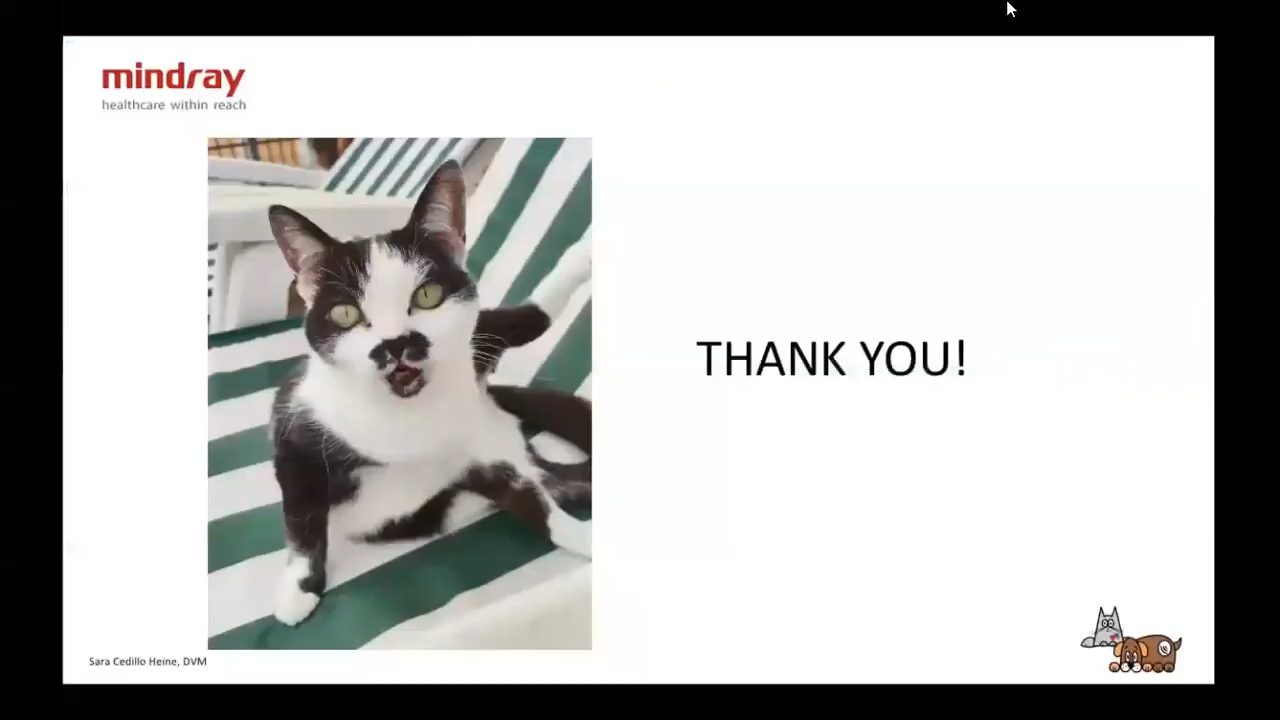 mindray
healthcare within reach
THANK YOU!
Sara Cedillo Heine, DVM